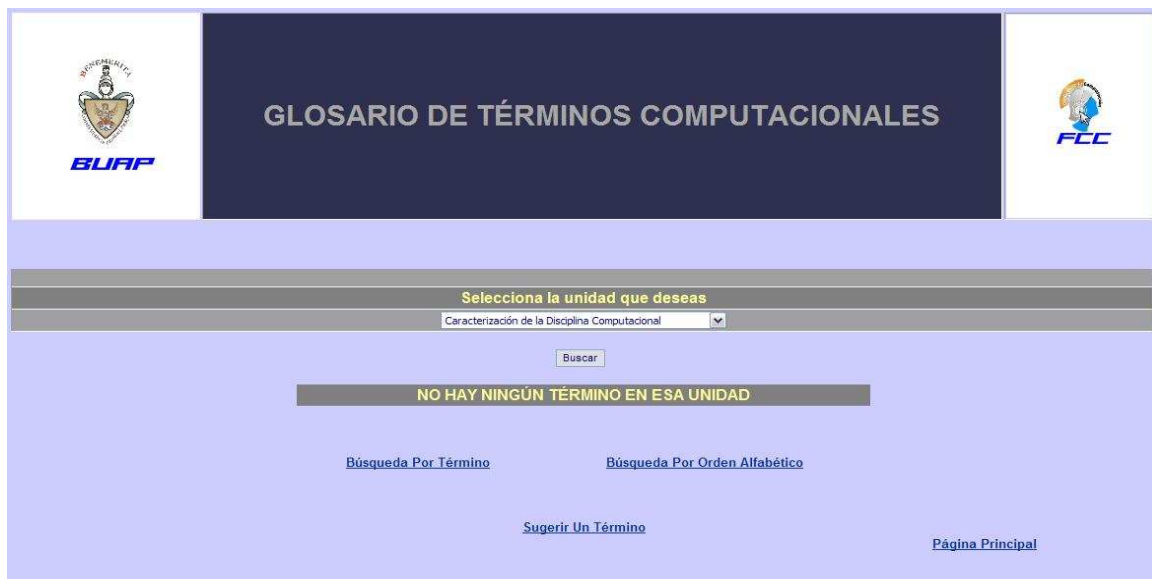 BENEMERITA
BUAP
GLOSARIO DE TÉRMINOS COMPUTACIONALES
FCC
Selecciona la unidad que deseas
Caracterización de la Disciplina Computacional
Buscar
NO HAY NINGÚN TÉRMINO EN ESA UNIDAD
Búsqueda Por Término
Búsqueda Por Orden Alfabético
Sugerir Un Término
Página Principal